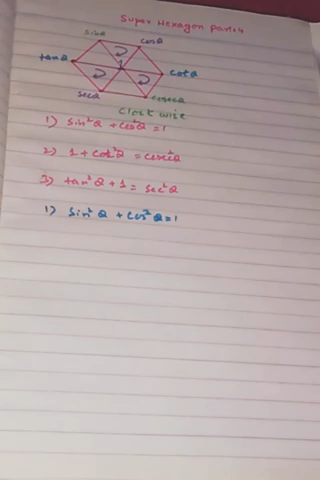 Super Hexagon part-4
sinθ cosθ
tanθ 1 cotθ
secθ cosecθ
Clock wise
1) sin²θ + cos²θ = 1
2) 1 + cot²θ = cosec²θ
3) tan²θ + 1 = sec²θ
1) sin²θ + cos²θ = 1